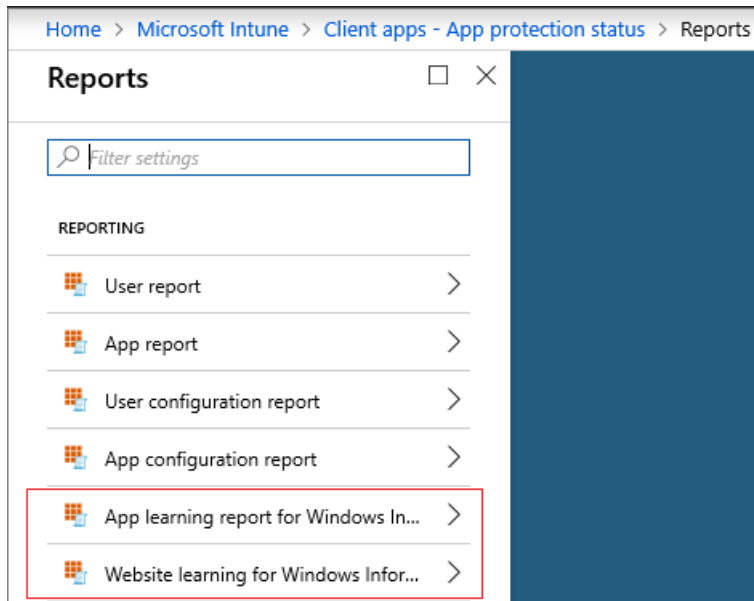 Home > Microsoft Intune > Client apps - App protection status > Reports
Reports
Filter settings
REPORTING
User report
App report
User configuration report
App configuration report
App learning report for Windows In...
Website learning for Windows Infor...